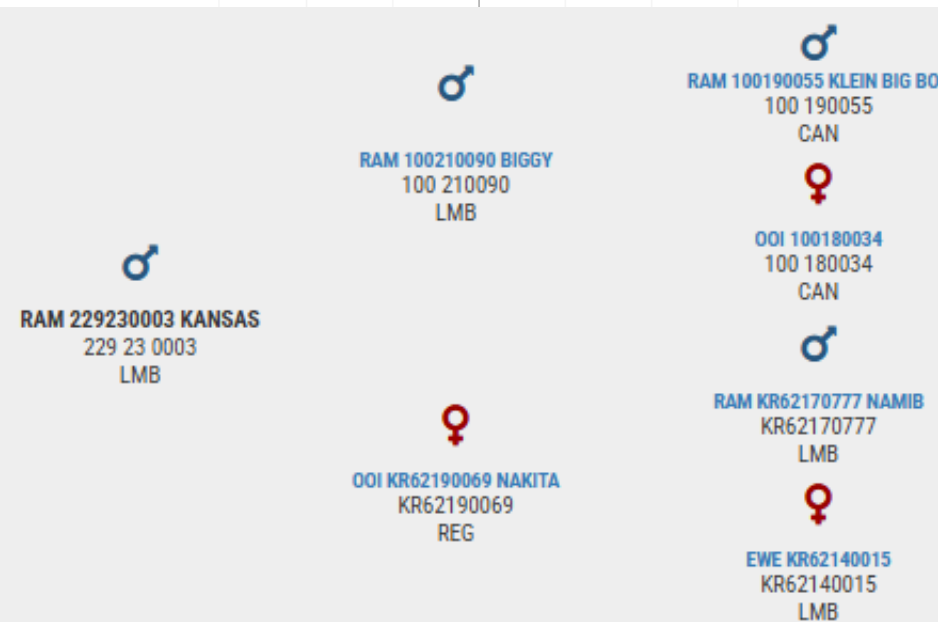 RAM 229230003 KANSAS
229 23 0003
LMB
RAM 100210090 BIGGY
100 210090
LMB
OOI KR62190069 NAKITA
KR62190069
REG
RAM 100190055 KLEIN BIG BO
100 190055
CAN
OOI 100180034
100 180034
CAN
RAM KR62170777 NAMIB
KR62170777
LMB
EWE KR62140015
KR62140015
LMB